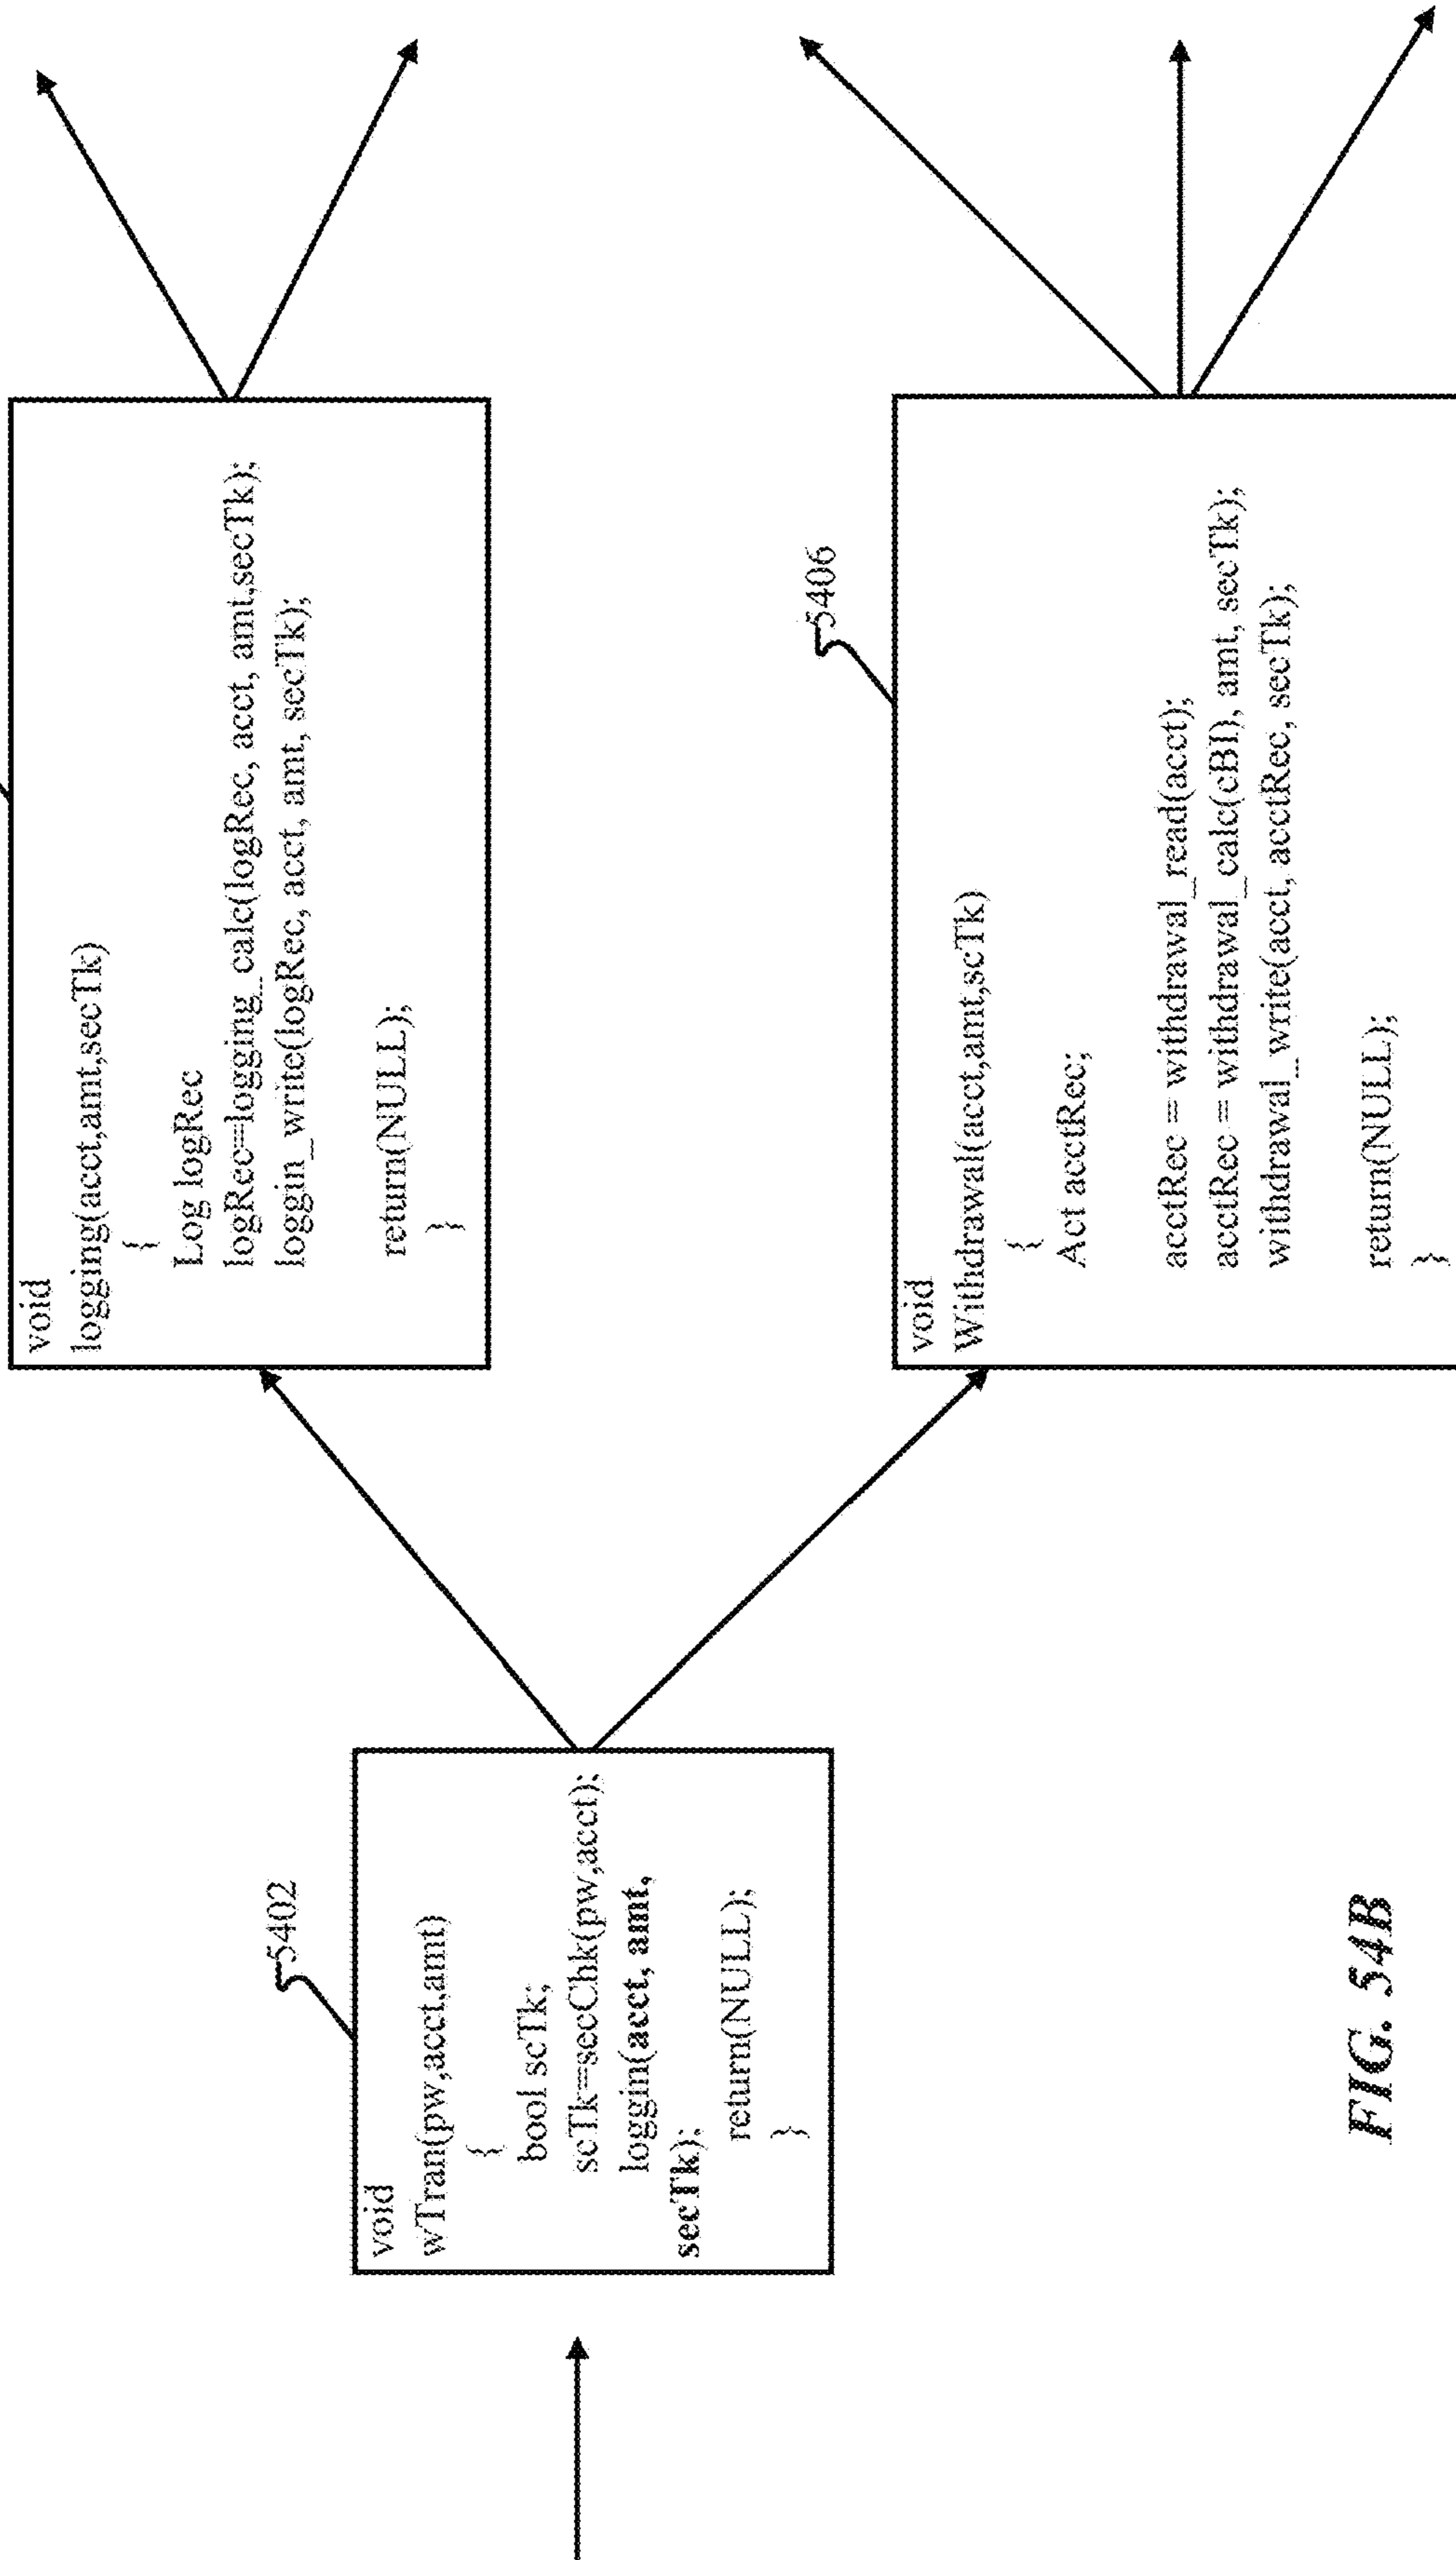 5402
void
wTran(pw,acct,amt)
{
bool scTk;
scTk=secChk(pw,acct);
loggin(acct, amt,
secTk);
return(NULL);
}
void
logging(acct,amt,secTk)
{
Log logRec
logRec=logging_calc(logRec, acct, amt,secTk);
loggin_write(logRec, acct, amt, secTk);
return(NULL);
}
5406
void
Withdrawal(acct,amt,scTk)
{
Act acctRec;
acctRec = withdrawal_read(acct);
acctRec = withdrawal_calc(cBI), amt, secTk);
withdrawal_write(acct, acctRec, secTk);
return(NULL);
}
FIG. 54B